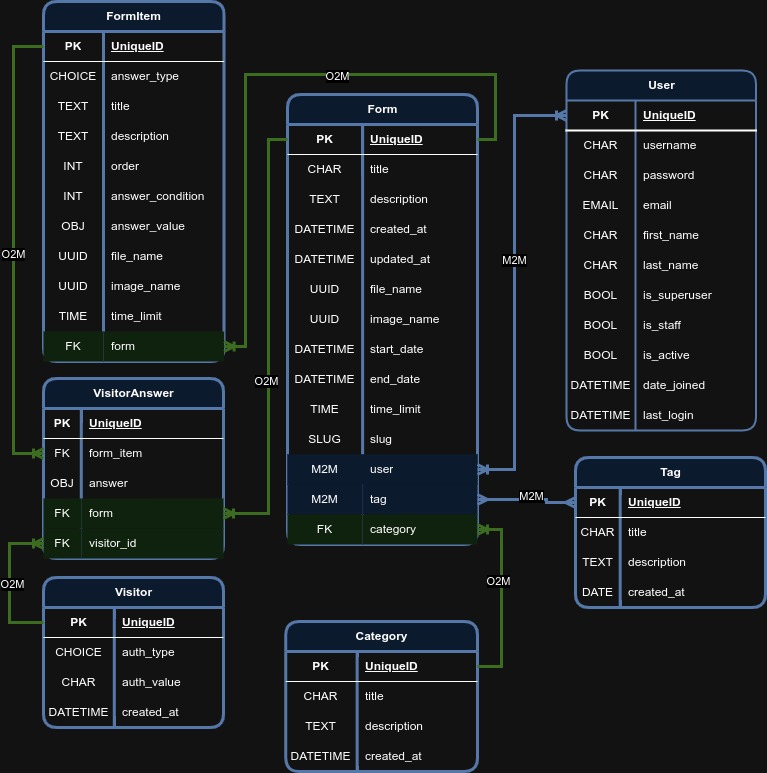 FormItem
PK UniqueID
CHOICE answer_type
TEXT title
TEXT description
INT order
INT answer_condition
OBJ answer_value
UUID file_name
UUID image_name
TIME time_limit
FK form
O2M
VisitorAnswer
PK UniqueID
FK form_item
OBJ answer
FK form
FK visitor_id
O2M
Visitor
PK UniqueID
CHOICE auth_type
CHAR auth_value
DATETIME created_at
O2M
Form
PK UniqueID
CHAR title
TEXT description
DATETIME created_at
DATETIME updated_at
UUID file_name
UUID image_name
DATETIME start_date
DATETIME end_date
TIME time_limit
SLUG slug
M2M user
M2M tag
FK category
O2M
O2M
Category
PK UniqueID
CHAR title
TEXT description
DATETIME created_at
M2M
User
PK UniqueID
CHAR username
CHAR password
EMAIL email
CHAR first_name
CHAR last_name
BOOL is_superuser
BOOL is_staff
BOOL is_active
DATETIME date_joined
DATETIME last_login
M2M
Tag
PK UniqueID
CHAR title
TEXT description
DATE created_at